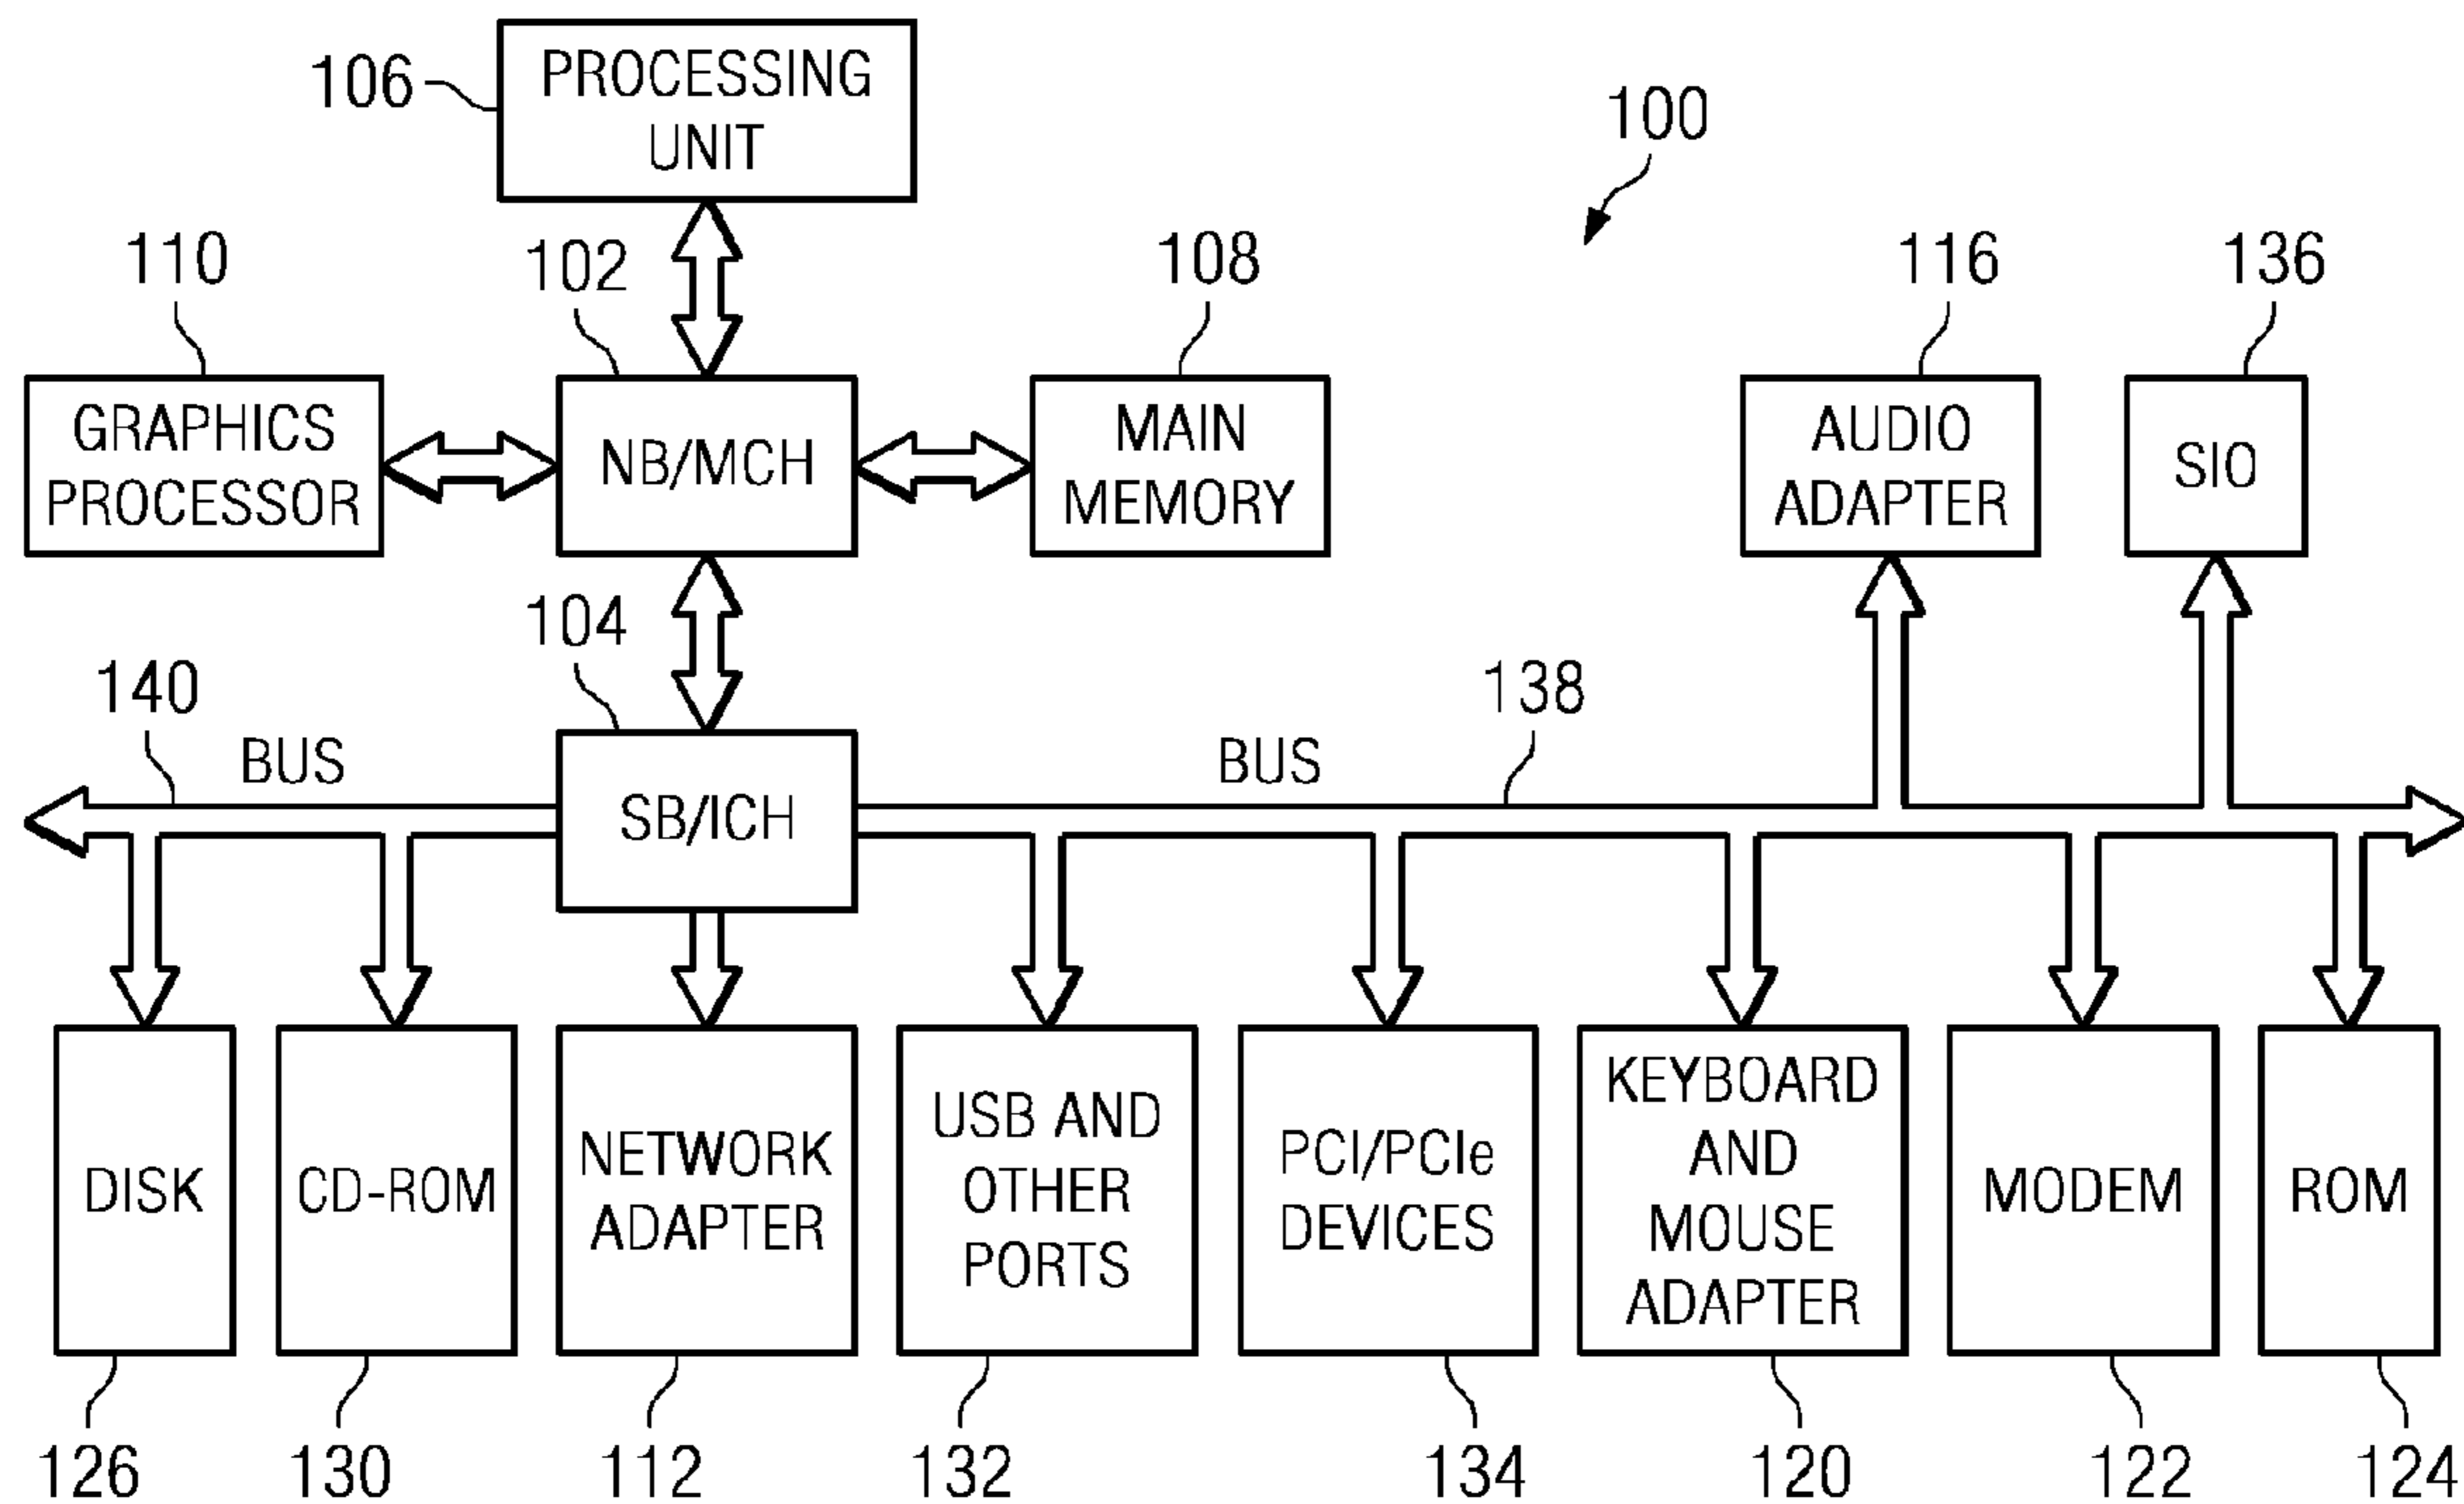 106
PROCESSING
UNIT
100
110
102
108
116
136
GRAPHICS
PROCESSOR
NB/MCH
MAIN
MEMORY
AUDIO
ADAPTER
SIO
104
140
BUS
138
BUS
SB/ICH
DISK
CD-ROM
NETWORK
ADAPTER
USB AND
OTHER
PORTS
PCI/PCIe
DEVICES
KEYBOARD
AND
MOUSE
ADAPTER
MODEM
ROM
126
130
112
132
134
120
122
124